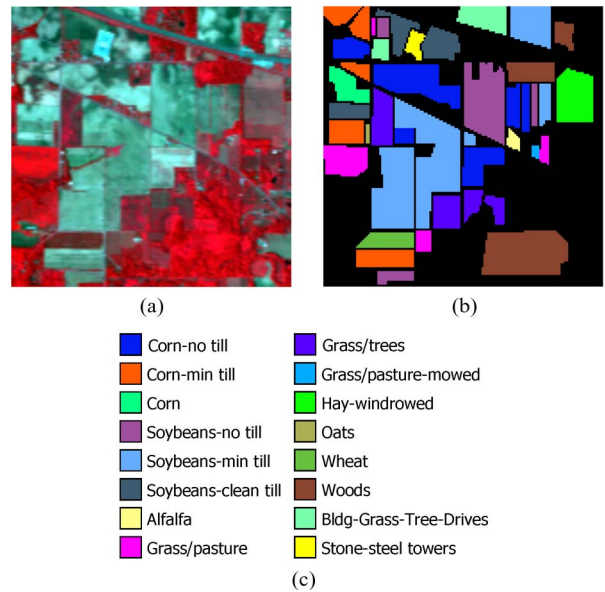 (a) (b)
Corn-no till Grass/trees
Corn-min till Grass/pasture-mowed
Corn Hay-windrowed
Soybeans-no till Oats
Soybeans-min till Wheat
Soybeans-clean till Woods
Alfalfa Bldg-Grass-Tree-Drives
Grass/pasture Stone-steel towers
(c)